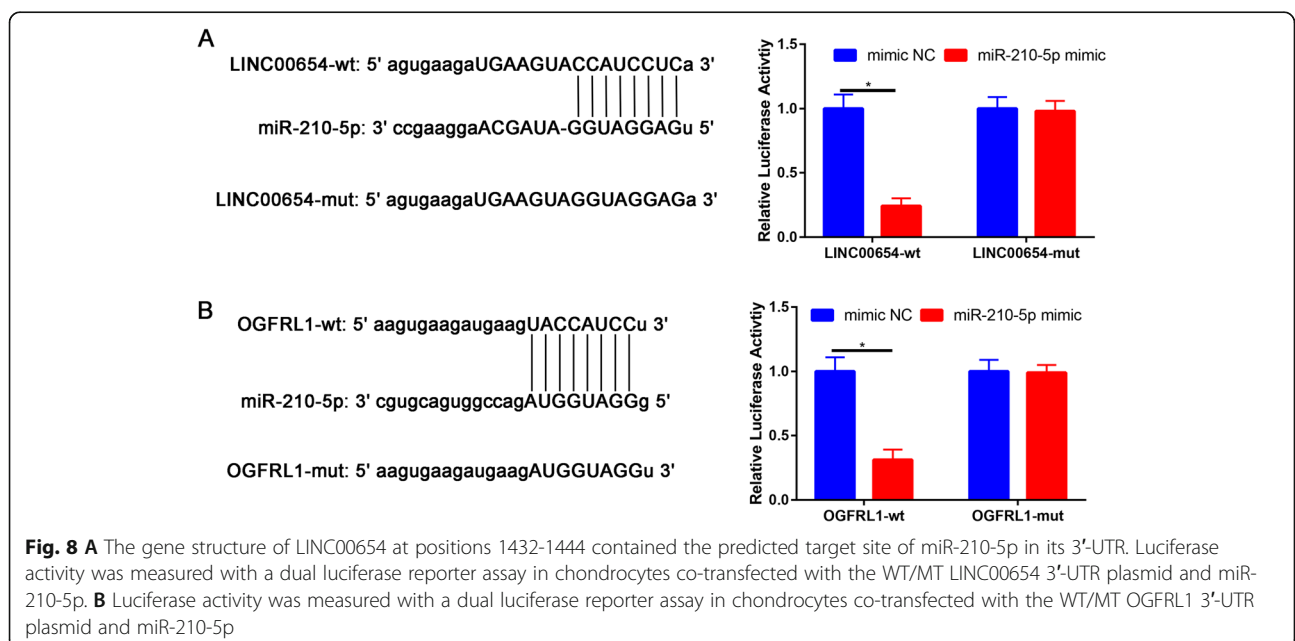 A
LINC00654-wt: 5' agugaagaUGAAGUACCAUCCUCa 3'
miR-210-5p: 3' ccgaaggaACGAUA-GGUAGGAGu 5'
LINC00654-mut: 5' agugaagaUGAAGUAGGUAGGAGa 3'
Relative Luciferase Activtiy
1.5
1.0
0.5
0.0
mimic NC
miR-210-5p mimic
*
LINC00654-wt
LINC00654-mut
B
OGFRL1-wt: 5' aagugaagaugaagUACCAUCCu 3'
miR-210-5p: 3' cgugcaguggccagAUGGUAGGg 5'
OGFRL1-mut: 5' aagugaagaugaagAUGGUAGGu 3'
Relative Luciferase Activtiy
1.5
1.0
0.5
0.0
mimic NC
miR-210-5p mimic
*
OGFRL1-wt
OGFRL1-mut
Fig. 8 A The gene structure of LINC00654 at positions 1432-1444 contained the predicted target site of miR-210-5p in its 3′-UTR. Luciferase
activity was measured with a dual luciferase reporter assay in chondrocytes co-transfected with the WT/MT LINC00654 3′-UTR plasmid and miR-
210-5p. B Luciferase activity was measured with a dual luciferase reporter assay in chondrocytes co-transfected with the WT/MT OGFRL1 3′-UTR
plasmid and miR-210-5p